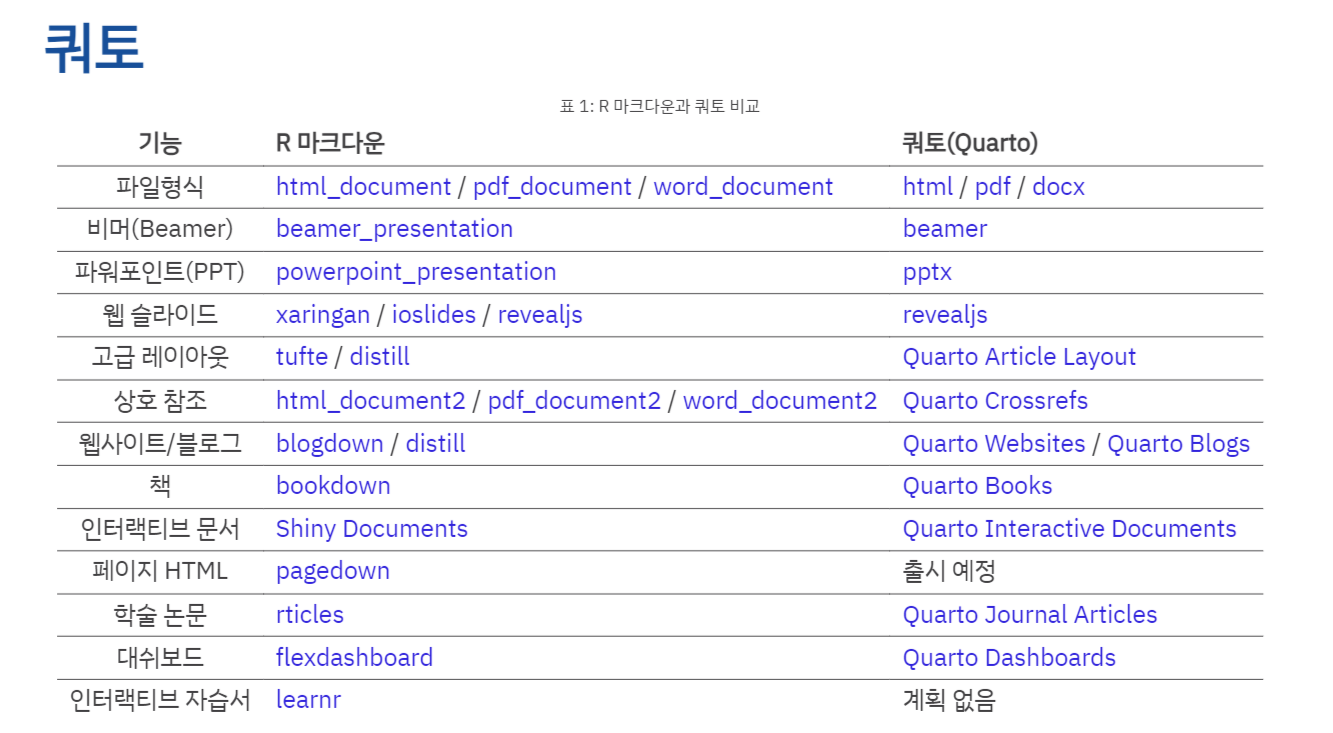 쿼토
표 1: R 마크다운과 쿼토 비교
기능 R 마크다운 쿼토(Quarto)
파일형식 html_document / pdf_document / word_document html / pdf / docx
비머(Beamer) beamer_presentation beamer
파워포인트(PPT) powerpoint_presentation pptx
웹 슬라이드 xaringan / ioslides / revealjs revealjs
고급 레이아웃 tufte / distill Quarto Article Layout
상호 참조 html_document2 / pdf_document2 / word_document2 Quarto Crossrefs
웹사이트/블로그 blogdown / distill Quarto Websites / Quarto Blogs
책 bookdown Quarto Books
인터랙티브 문서 Shiny Documents Quarto Interactive Documents
페이지 HTML pagedown 출시 예정
학술 논문 rticles Quarto Journal Articles
대쉬보드 flexdashboard Quarto Dashboards
인터랙티브 자습서 learnr 계획 없음